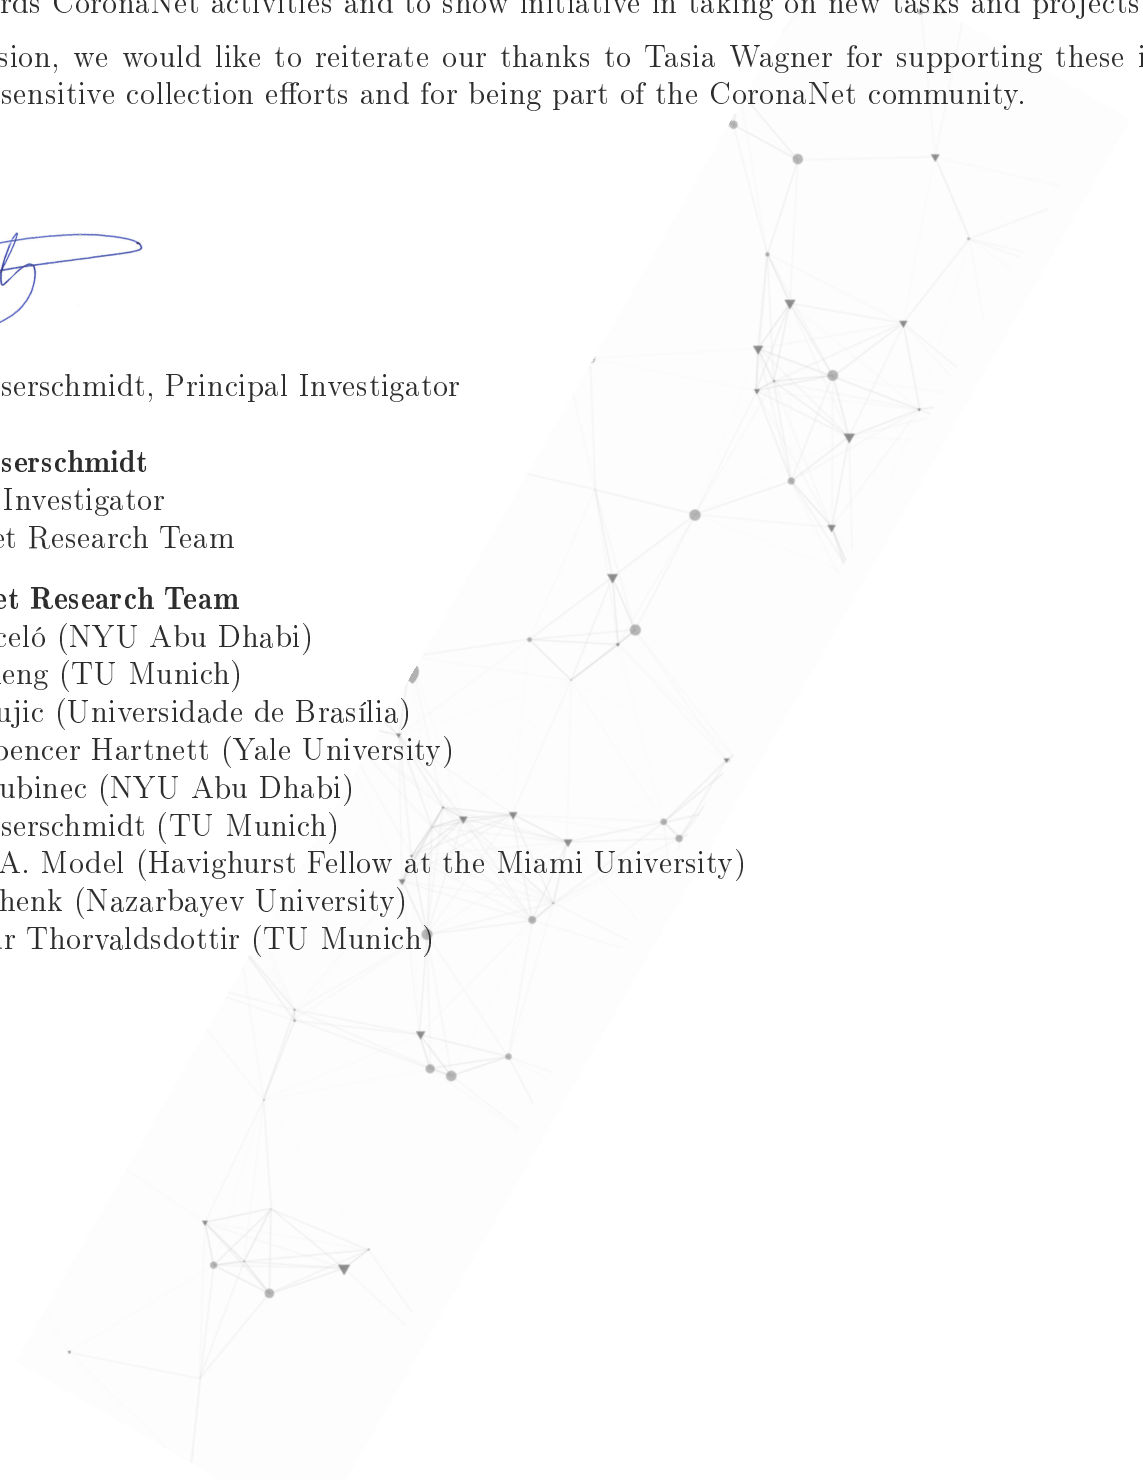 rds CoronaNet activities and to show initiative in taking on new tasks and projects
sion, we would like to reiterate our thanks to Tasia Wagner for supporting these i
sensitive collection efforts and for being part of the CoronaNet community.
serschmidt, Principal Investigator
serschmidt
Investigator
et Research Team
et Research Team
celó (NYU Abu Dhabi)
eng (TU Munich)
ujic (Universidade de Brasília)
pencer Hartnett (Yale University)
ubinec (NYU Abu Dhabi)
serschmidt (TU Munich)
A. Model (Havighurst Fellow at the Miami University)
henk (Nazarbayev University)
r Thorvaldsdottir (TU Munich)